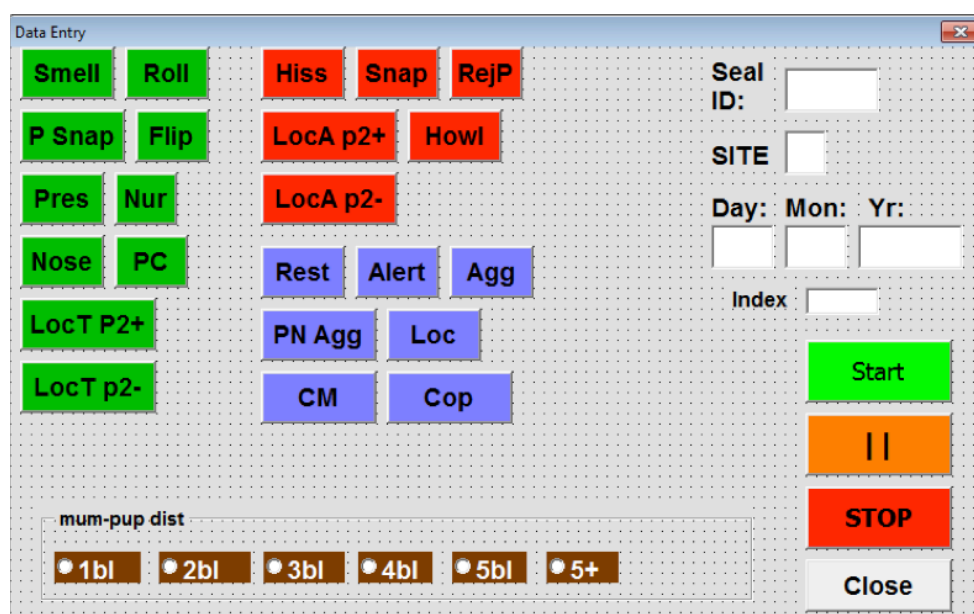 Data Entry
Smell Roll Hiss Snap RejP Seal
ID:
P Snap Flip LocA p2+ Howl
SITE
Pres Nur LocA p2-
Day: Mon: Yr:
Nose PC Rest Alert Agg
Index
LocT P2+ PN Agg Loc
Start
LocT p2- CM Cop
||
STOP
mum-pup dist
1bl 2bl 3bl 4bl 5bl 5+
Close